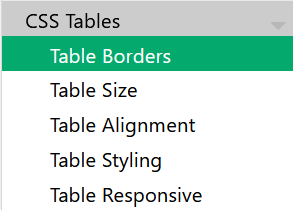 CSS Tables
Table Borders
Table Size
Table Alignment
Table Styling
Table Responsive